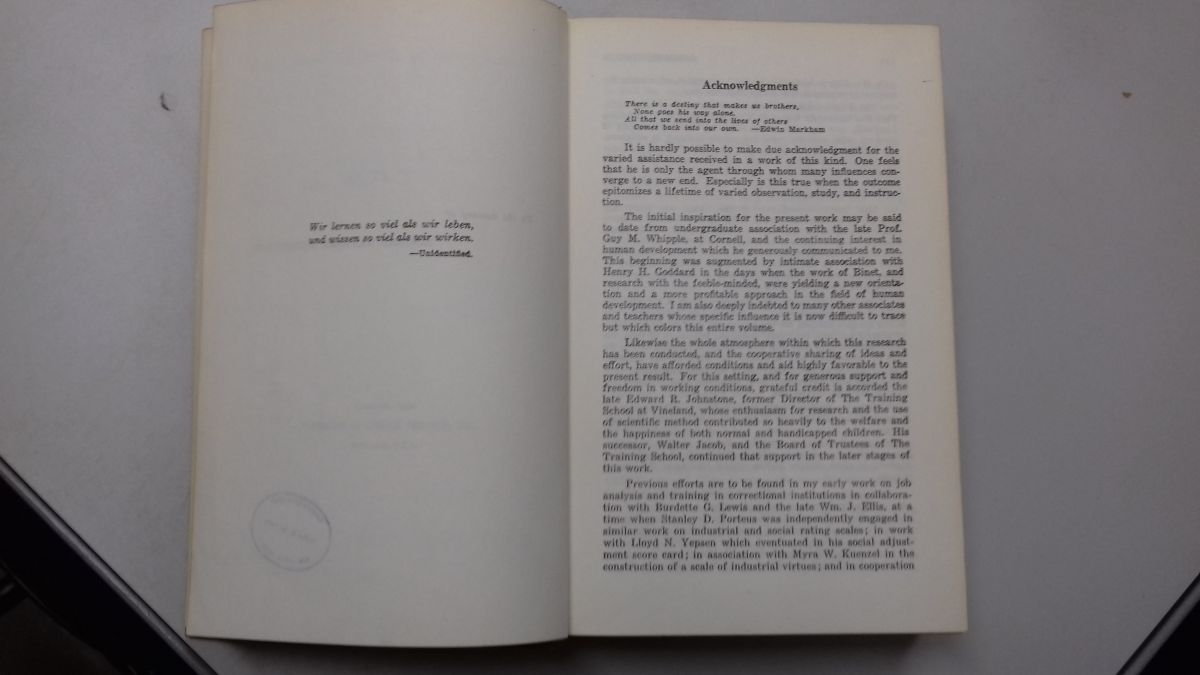 Wir lernen so viel als wir leben,
und wissen so viel als wir wirken.
—Unidentified.
Acknowledgments
There is a destiny that makes us brothers,
None goes his way alone.
All that we send into the lives of others
Comes back into our own. —Edwin Markham
It is hardly possible to make due acknowledgment for the
varied assistance received in a work of this kind. One feels
that he is only the agent through whom many influences con-
verge to a new end. Especially is this true when the outcome
epitomizes a lifetime of varied observation, study, and instruc-
tion.
The initial inspiration for the present work may be said
to date from undergraduate association with the late Prof.
Guy M. Whipple, at Cornell, and the continuing interest in
human development which he generously communicated to me.
This beginning was augmented by intimate association with
Henry H. Goddard in the days when the work of Binet, and
research with the feeble-minded, were yielding a new orienta-
tion and a more profitable approach in the field of human
development. I am also deeply indebted to many other associates
and teachers whose specific influence it is now difficult to trace
but which colors this entire volume.
Likewise the whole atmosphere within which this research
has been conducted, and the cooperative sharing of ideas and
effort, have afforded conditions and aid highly favorable to the
present result. For this setting, and for generous support and
freedom in working conditions, grateful credit is accorded the
late Edward R. Johnstone, former Director of The Training
School at Vineland, whose enthusiasm for research and the use
of scientific method contributed so heavily to the welfare and
the happiness of both normal and handicapped children. His
successor, Walter Jacob, and the Board of Trustees of The
Training School, continued that support in the later stages of
this work.
Previous efforts are to be found in my early work on job
analysis and training in correctional institutions in collabora-
tion with Burdette G. Lewis and the late Wm. J. Ellis, at a
time when Stanley D. Porteus was independently engaged in
similar work on industrial and social rating scales; in work
with Lloyd N. Yepsen which eventuated in his social adjust-
ment score card; in association with Myra W. Kuenzel in the
construction of a scale of industrial virtues; and in cooperation